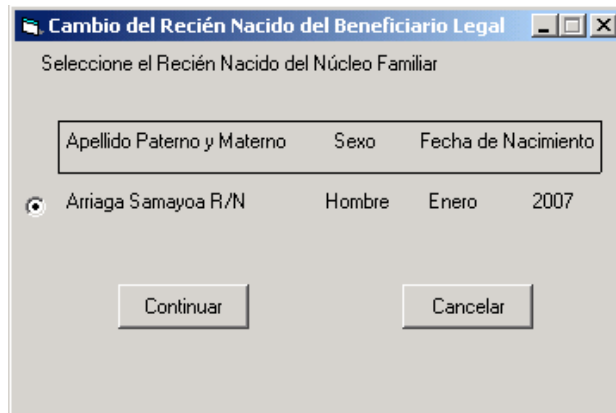 Cambio del Recién Nacido del Beneficiario Legal
Seleccione el Recién Nacido del Núcleo Familiar
Apellido Paterno y Materno Sexo Fecha de Nacimiento
Arriaga Samayoa R/N Hombre Enero 2007
Continuar Cancelar